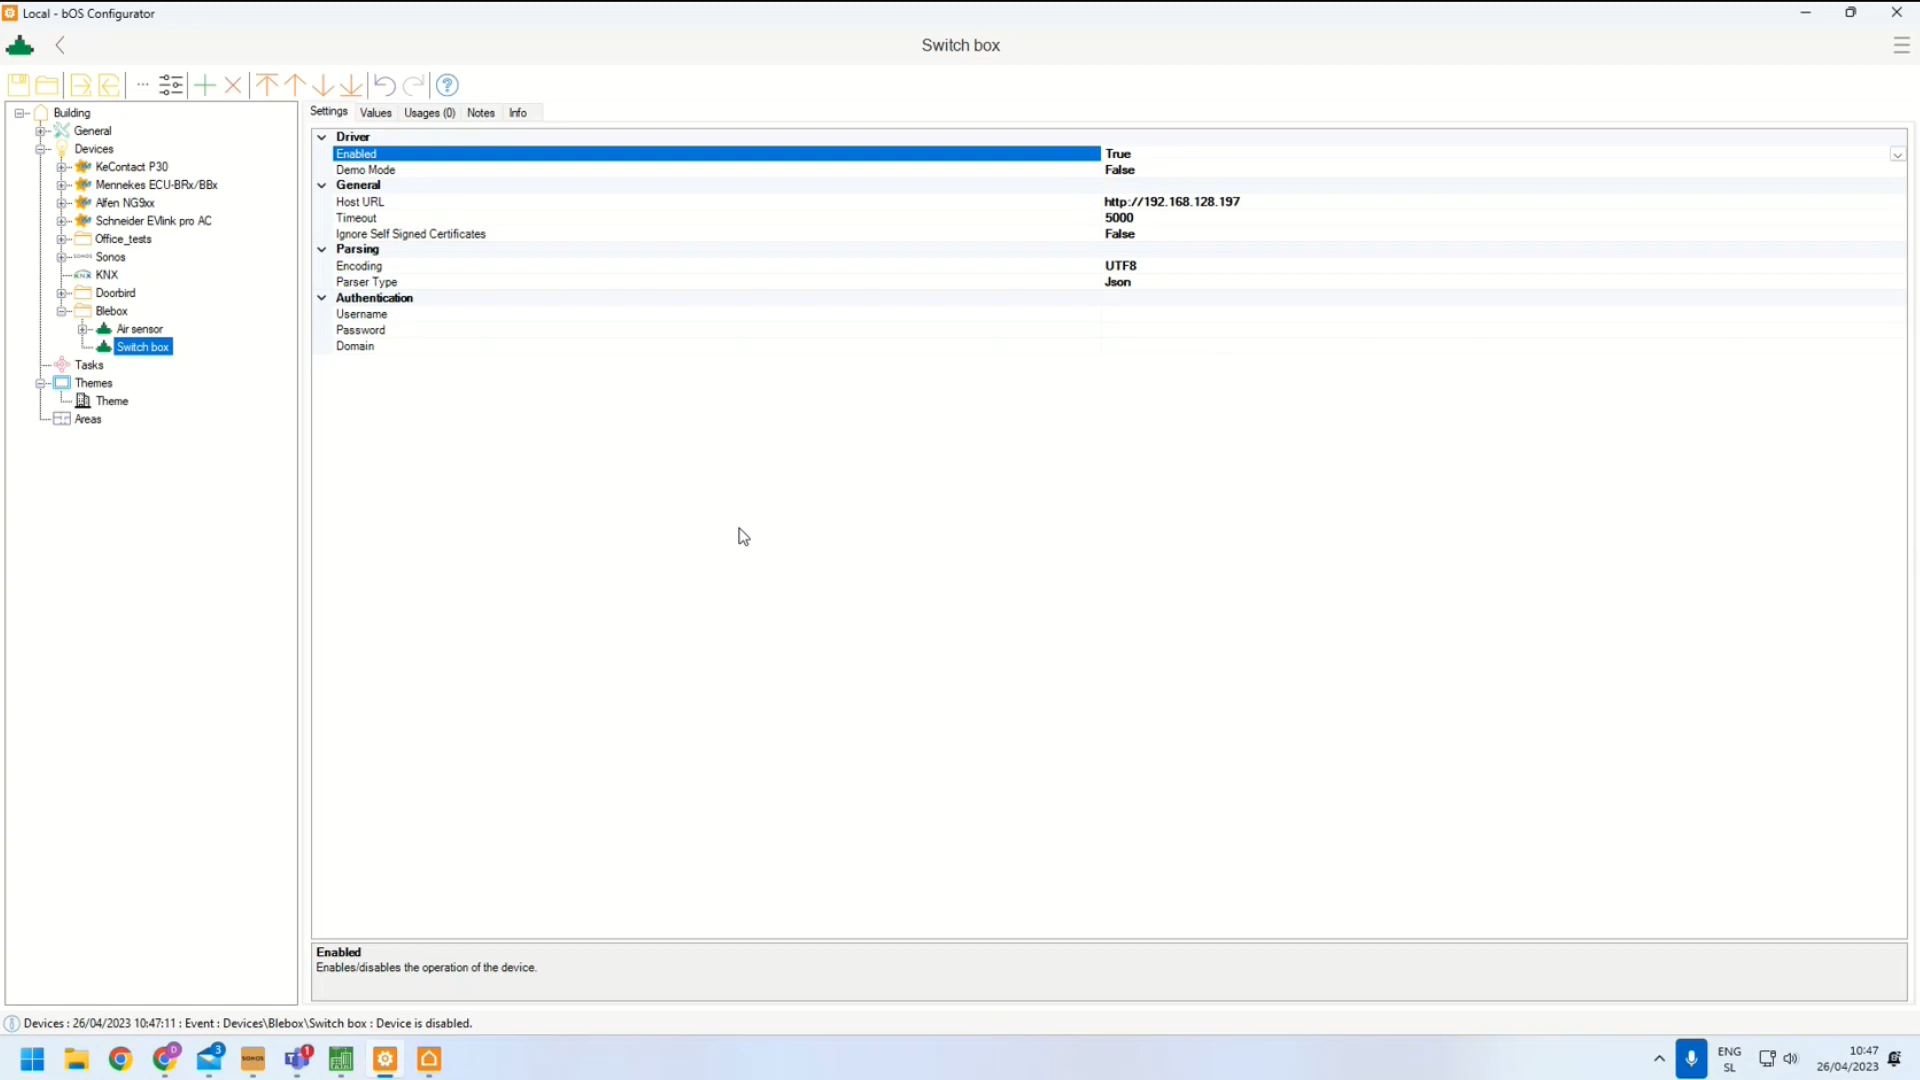 Local - bOS Configurator
Switch box
Settings Values Usages (0) Notes Info
Building
General
Devices
KeContact P30
Mennekes ECU-BRx/BBx
Alfen NG9xx
Schneider EVlink pro AC
Office_tests
SONOS Sonos
KNX KNX
Doorbird
Blebox
Air sensor
Switch box
Tasks
Themes
Theme
Areas
Driver
Enabled True
Demo Mode False
General
Host URL http://192.168.128.197
Timeout 5000
Ignore Self Signed Certificates False
Parsing
Encoding UTF8
Parser Type Json
Authentication
Username
Password
Domain
Enabled
Enables/disables the operation of the device.
Devices : 26/04/2023 10:47:11 : Event : Devices\Blebox\Switch box : Device is disabled.
D 3 SONOS 1
ENG
SL
10:47
26/04/2023